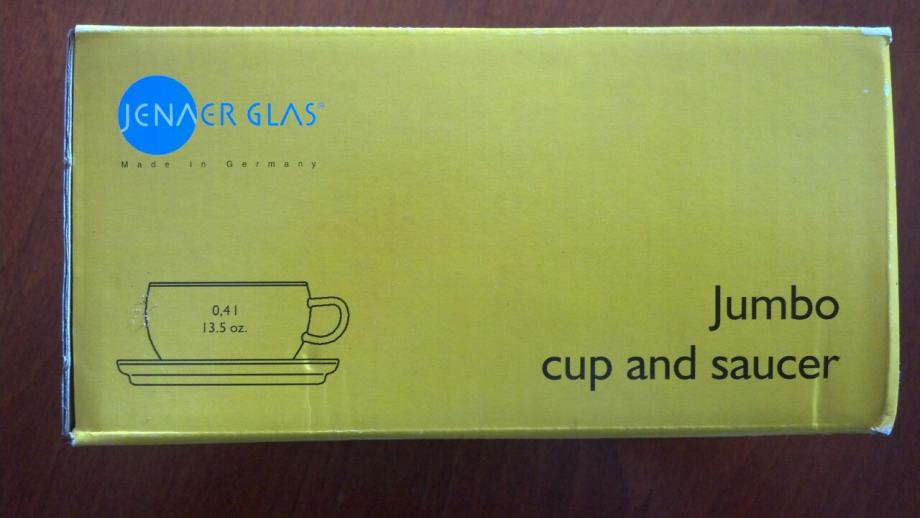 JENAER GLAS®
Made in Germany
0,4 l
13.5 oz.
Jumbo
cup and saucer